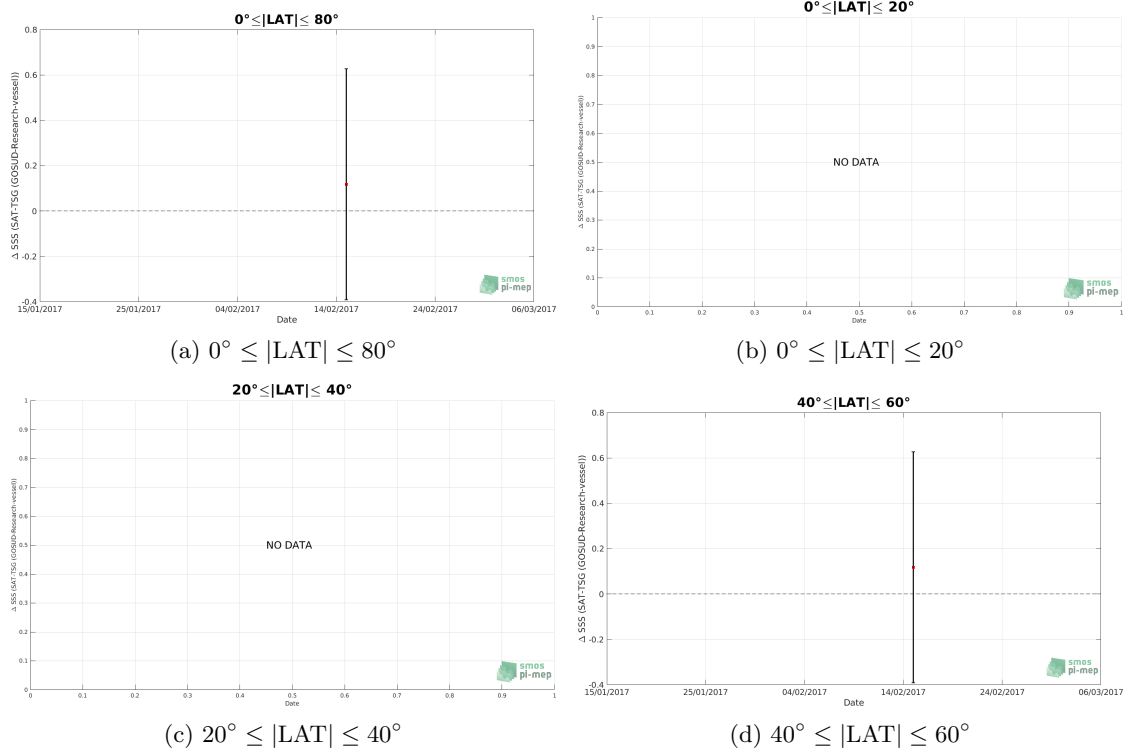 0°≤|LAT|≤ 80°
0.8
0.6
0.4
0.2
0
-0.2
-0.4
Δ SSS (SAT-TSG (GOSUD-Research-vessel))
15/01/2017 25/01/2017 04/02/2017 14/02/2017 24/02/2017 06/03/2017
Date
smos
pi-mep
(a) 0° ≤ |LAT| ≤ 80°
0°≤|LAT|≤ 20°
1
0.9
0.8
0.7
0.6
0.5
0.4
0.3
0.2
0.1
0
Δ SSS (SAT-TSG (GOSUD-Research-vessel))
NO DATA
0 0.1 0.2 0.3 0.4 0.5 0.6 0.7 0.8 0.9 1
Date
smos
pi-mep
(b) 0° ≤ |LAT| ≤ 20°
20°≤|LAT|≤ 40°
1
0.9
0.8
0.7
0.6
0.5
0.4
0.3
0.2
0.1
0
Δ SSS (SAT-TSG (GOSUD-Research-vessel))
NO DATA
0 0.1 0.2 0.3 0.4 0.5 0.6 0.7 0.8 0.9 1
Date
smos
pi-mep
(c) 20° ≤ |LAT| ≤ 40°
40°≤|LAT|≤ 60°
0.8
0.6
0.4
0.2
0
-0.2
-0.4
Δ SSS (SAT-TSG (GOSUD-Research-vessel))
15/01/2017 25/01/2017 04/02/2017 14/02/2017 24/02/2017 06/03/2017
Date
smos
pi-mep
(d) 40° ≤ |LAT| ≤ 60°